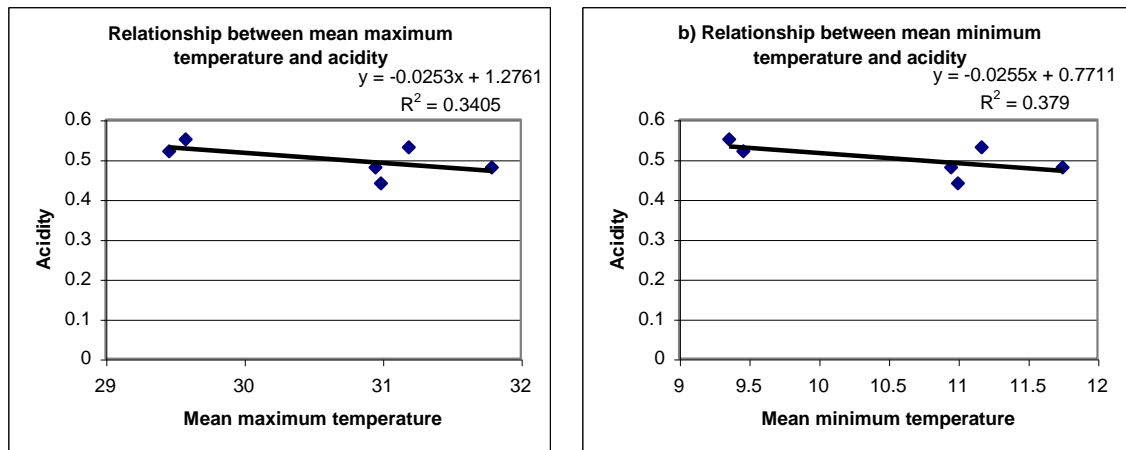 Relationship between mean maximum
temperature and acidity
y = -0.0253x + 1.2761
R² = 0.3405
0.6
0.5
0.4
0.3
0.2
0.1
0
Acidity
29 30 31 32
Mean maximum temperature
b) Relationship between mean minimum
temperature and acidity
y = -0.0255x + 0.7711
R² = 0.379
0.6
0.5
0.4
0.3
0.2
0.1
0
Acidity
9 9.5 10 10.5 11 11.5 12
Mean minimum temperature